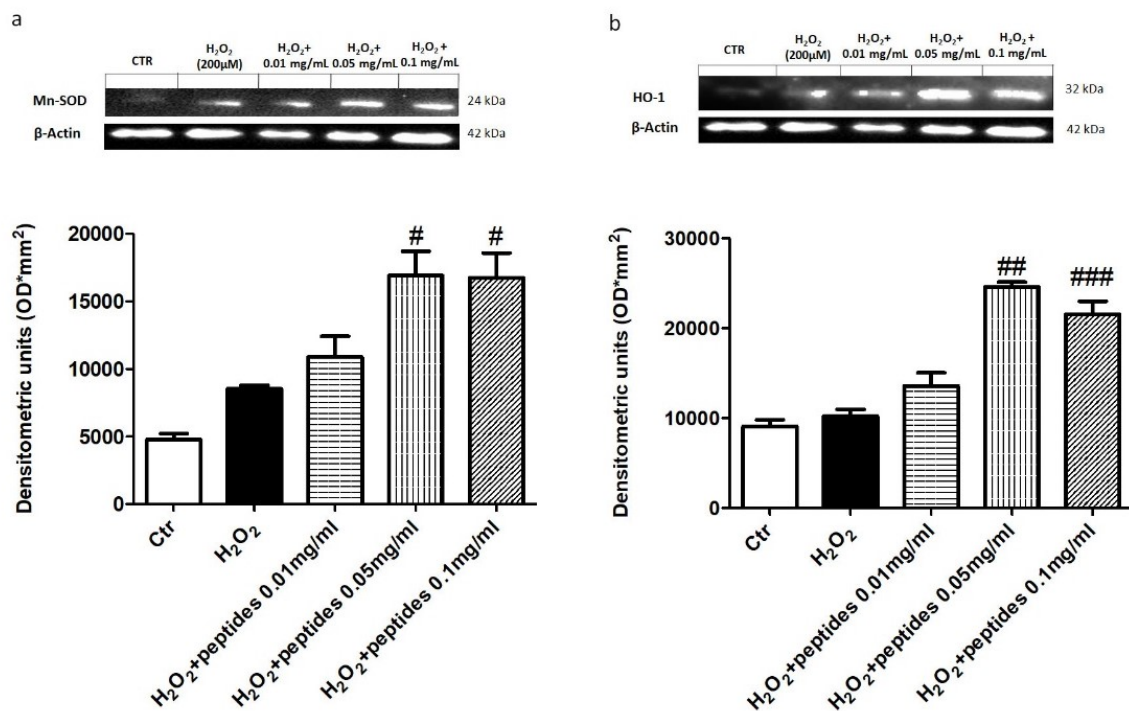 a
CTR
H₂O₂
(200µM)
H₂O₂+
0.01 mg/mL
H₂O₂+
0.05 mg/mL
H₂O₂ +
0.1 mg/mL
Mn-SOD
24 kDa
β-Actin
42 kDa
Densitometric units (OD*mm²)
20000
15000
10000
5000
0
#
#
Ctr
H₂O₂
H₂O₂+peptides 0.01mg/ml
H₂O₂+peptides 0.05mg/ml
H₂O₂+peptides 0.1mg/ml
b
CTR
H₂O₂
(200µM)
H₂O₂+
0.01 mg/mL
H₂O₂+
0.05 mg/mL
H₂O₂ +
0.1 mg/mL
HO-1
32 kDa
β-Actin
42 kDa
Densitometric units (OD*mm²)
30000
20000
10000
0
##
###
Ctr
H₂O₂
H₂O₂+peptides 0.01mg/ml
H₂O₂+peptides 0.05mg/ml
H₂O₂+peptides 0.1mg/ml